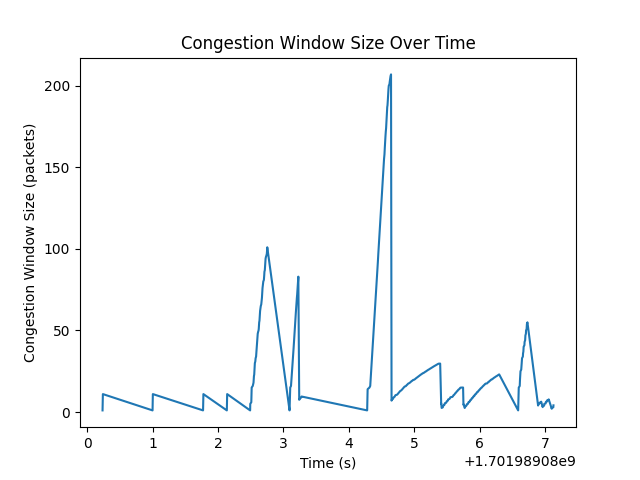 Congestion Window Size Over Time
Congestion Window Size (packets)
200
150
100
50
0
0 1 2 3 4 5 6 7
Time (s)
+1.70198908e9